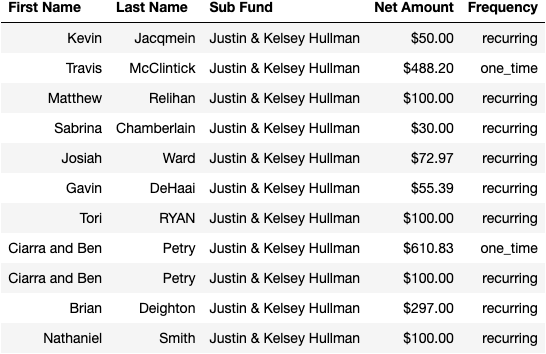 First Name Last Name Sub Fund Net Amount Frequency
Kevin Jacqmein Justin & Kelsey Hullman $50.00 recurring
Travis McClintick Justin & Kelsey Hullman $488.20 one_time
Matthew Relihan Justin & Kelsey Hullman $100.00 recurring
Sabrina Chamberlain Justin & Kelsey Hullman $30.00 recurring
Josiah Ward Justin & Kelsey Hullman $72.97 recurring
Gavin DeHaai Justin & Kelsey Hullman $55.39 recurring
Tori RYAN Justin & Kelsey Hullman $100.00 recurring
Ciarra and Ben Petry Justin & Kelsey Hullman $610.83 one_time
Ciarra and Ben Petry Justin & Kelsey Hullman $100.00 recurring
Brian Deighton Justin & Kelsey Hullman $297.00 recurring
Nathaniel Smith Justin & Kelsey Hullman $100.00 recurring